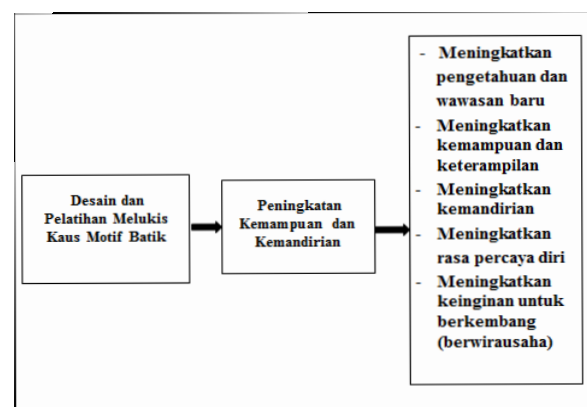 Desain dan
Pelatihan Melukis
Kaus Motif Batik
Peningkatan
Kemampuan dan
Kemandirian
- Meningkatkan
pengetahuan dan
wawasan baru
- Meningkatkan
kemampuan dan
keterampilan
- Meningkatkan
kemandirian
- Meningkatkan
rasa percaya diri
- Meningkatkan
keinginan untuk
berkembang
(berwirausaha)